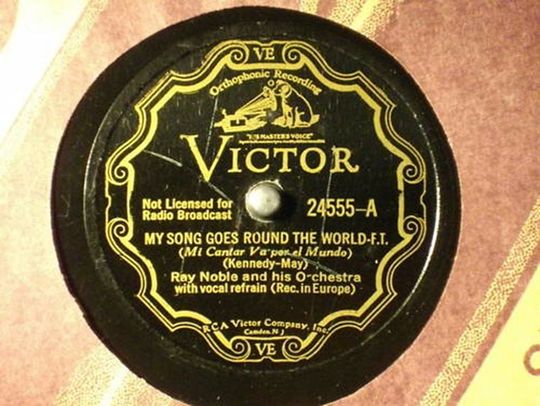 VE
Orthophonic Recording
"HIS MASTER'S VOICE"
VICTOR
Not Licensed for
Radio Broadcast
24555-A
MY SONG GOES ROUND THE WORLD-F.T.
(Mi Cantar Va por el Mundo)
(Kennedy-May)
Ray Noble and his Orchestra
with vocal refrain (Rec. in Europe)
RCA Victor Company, Inc.
Camden, N.J.
VE